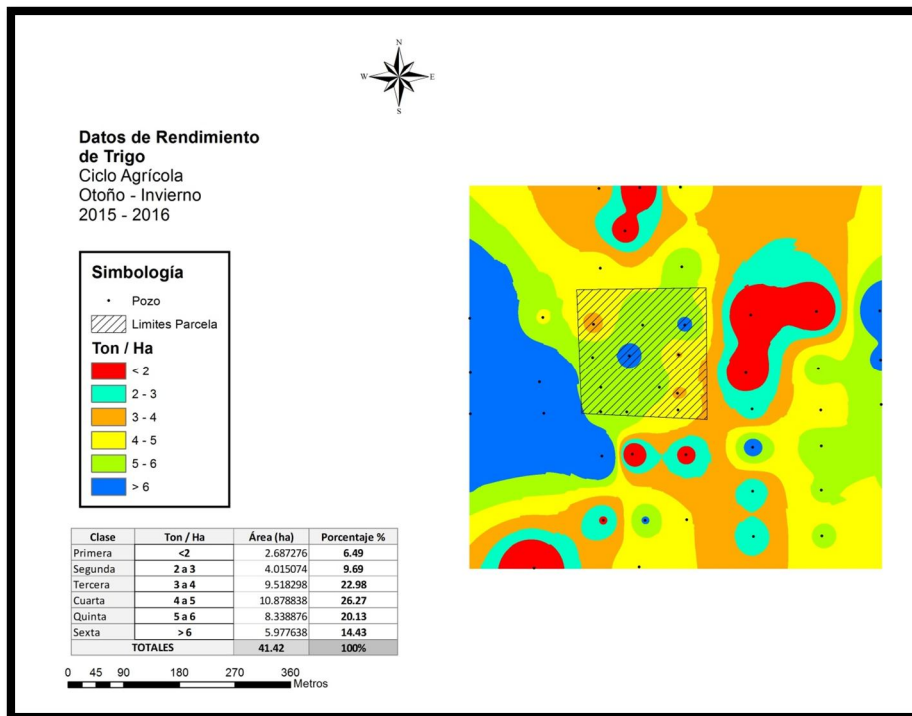 N
W E
S
Datos de Rendimiento
de Trigo
Ciclo Agrícola
Otoño - Invierno
2015 - 2016
Simbología
Pozo
Limites Parcela
Ton / Ha
< 2
2 - 3
3 - 4
4 - 5
5 - 6
> 6
Clase Ton / Ha Área (ha) Porcentaje %
Primera <2 2.687276 6.49
Segunda 2 a 3 4.015074 9.69
Tercera 3 a 4 9.518298 22.98
Cuarta 4 a 5 10.878838 26.27
Quinta 5 a 6 8.338876 20.13
Sexta > 6 5.977638 14.43
TOTALES 41.42 100%
0 45 90 180 270 360
Metros